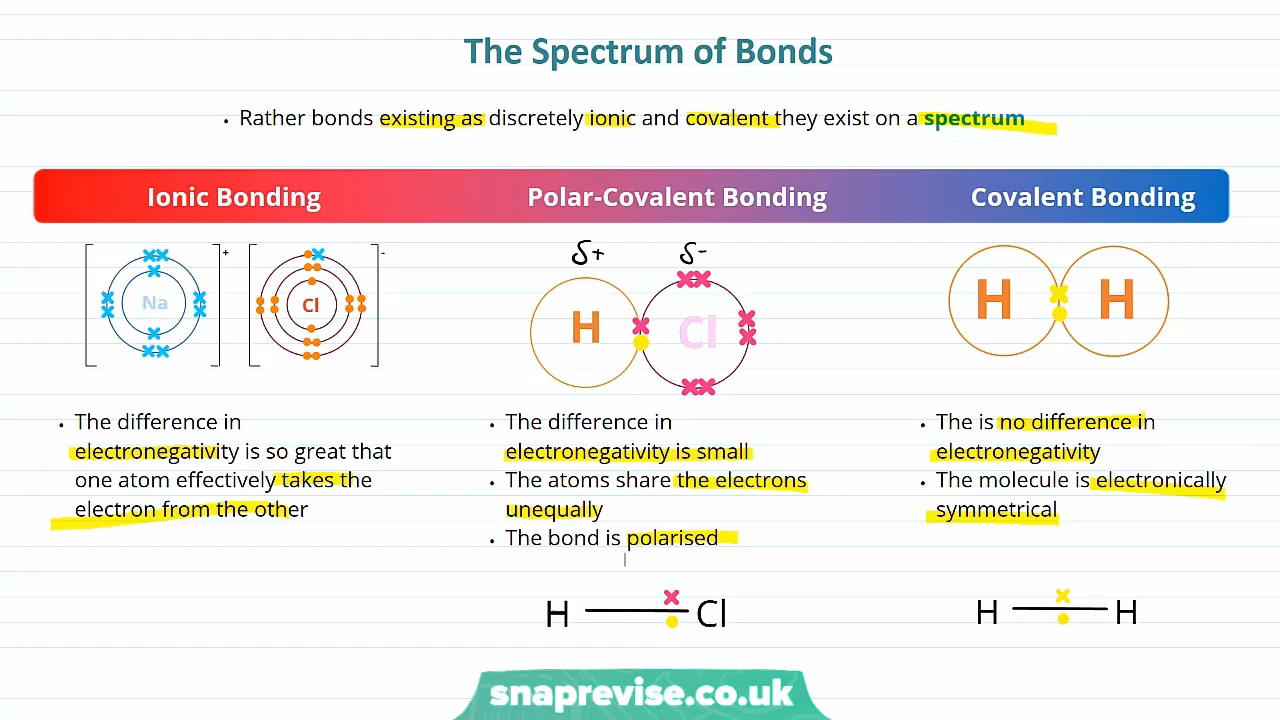 The Spectrum of Bonds
• Rather bonds existing as discretely ionic and covalent they exist on a spectrum
Ionic Bonding
Polar-Covalent Bonding
Covalent Bonding
Na
+
Cl
-
δ+ δ-
H Cl
H H
• The difference in
electronegativity is so great that
one atom effectively takes the
electron from the other
• The difference in
electronegativity is small
• The atoms share the electrons
unequally
• The bond is polarised
H Cl
• The is no difference in
electronegativity
• The molecule is electronically
symmetrical
H H
snaprevise.co.uk